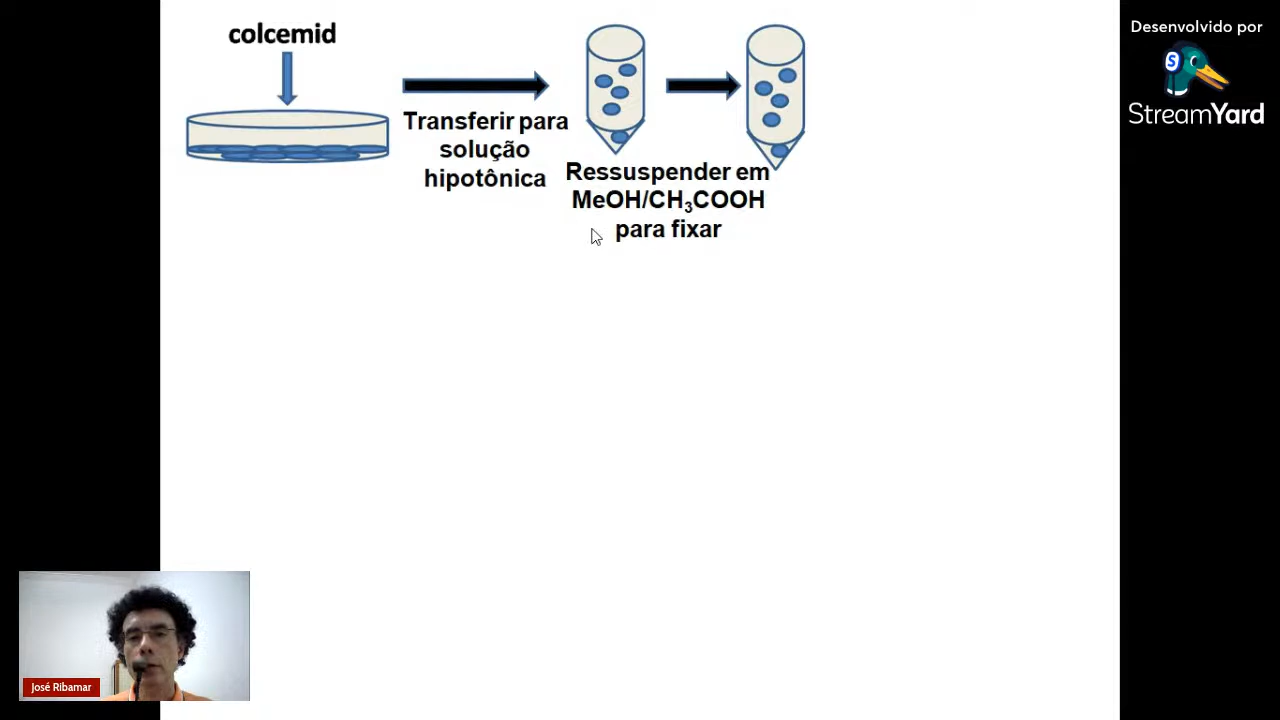 colcemid
Transferir para
solução
hipotônica
Ressuspender em
MeOH/CH₃COOH
para fixar
Desenvolvido por
S
StreamYard
José Ribamar